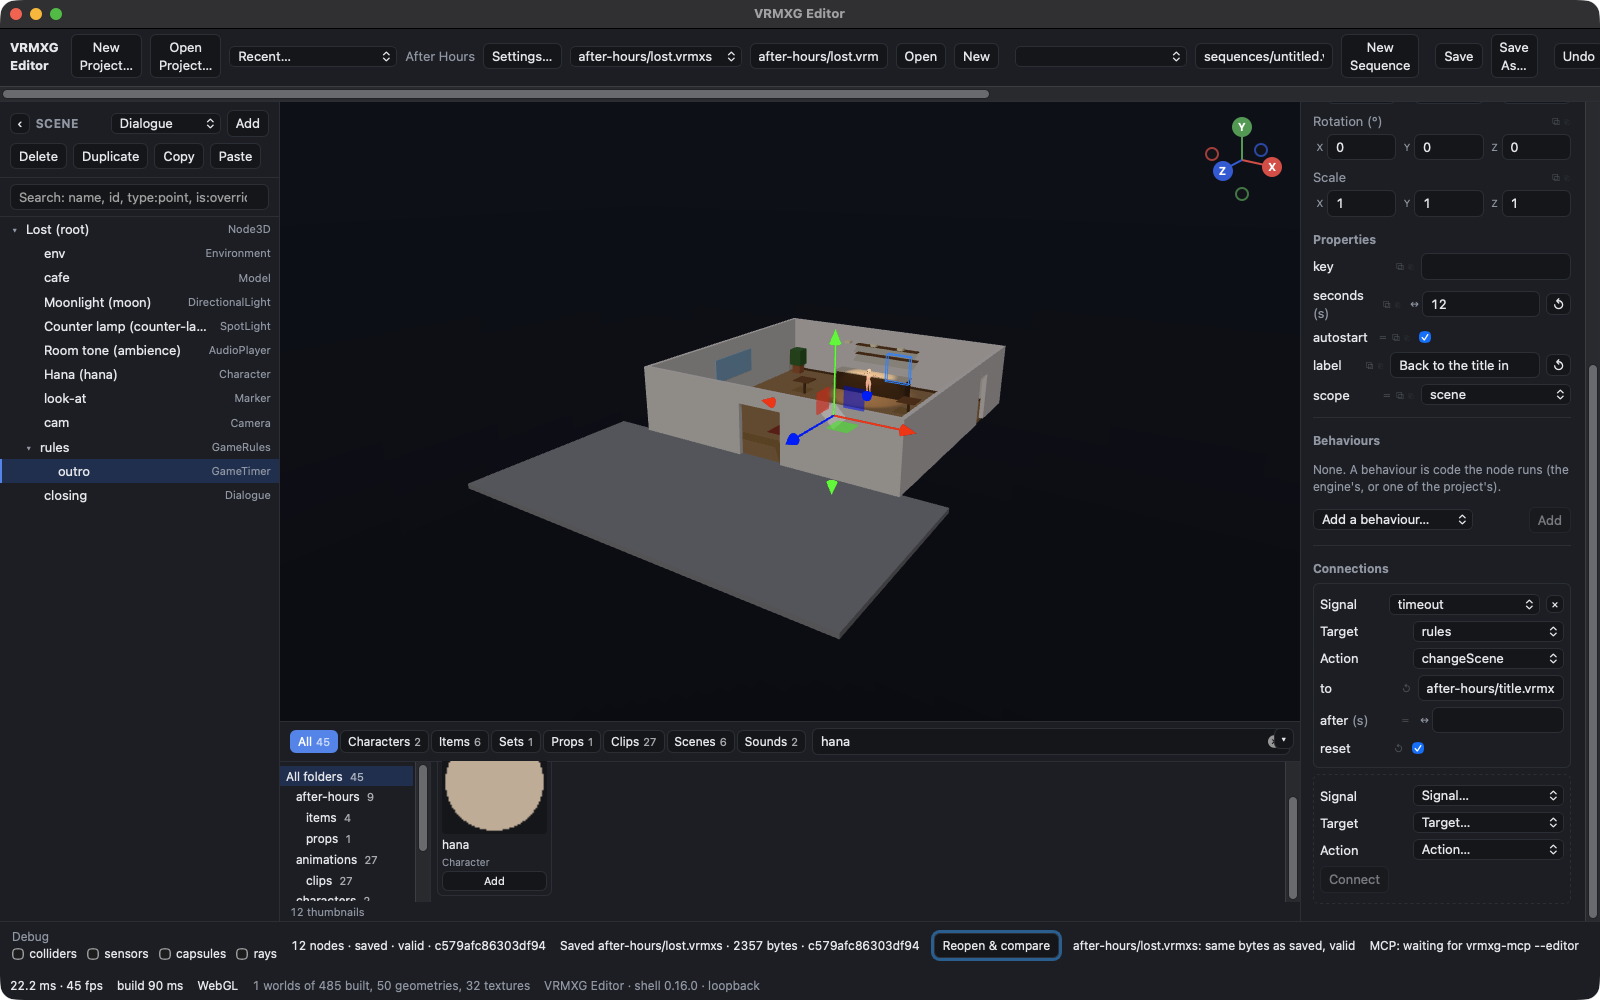 VRMXG Editor
VRMXG Editor
New Project...
Open Project...
Recent...
After Hours
Settings...
after-hours/lost.vrmxs
after-hours/lost.vrm
Open
New
sequences/untitled.
New Sequence
Save
Save As...
Undo
‹ SCENE
Dialogue
Add
Delete
Duplicate
Copy
Paste
Search: name, id, type:point, is:overri
Lost (root) Node3D
env Environment
cafe Model
Moonlight (moon) DirectionalLight
Counter lamp (counter-la... SpotLight
Room tone (ambience) AudioPlayer
Hana (hana) Character
look-at Marker
cam Camera
rules GameRules
outro GameTimer
closing Dialogue
Y
X
Z
Rotation (°)
X 0 Y 0 Z 0
Scale
X 1 Y 1 Z 1
Properties
key
seconds (s) 12
autostart
label Back to the title in
scope scene
Behaviours
None. A behaviour is code the node runs (the
engine's, or one of the project's).
Add a behaviour...
Add
Connections
Signal timeout ×
Target rules
Action changeScene
to after-hours/title.vrmx
after (s)
reset
Signal Signal...
Target Target...
Action Action...
Connect
All 45
Characters 2
Items 6
Sets 1
Props 1
Clips 27
Scenes 6
Sounds 2
hana
All folders 45
after-hours 9
items 4
props 1
animations 27
clips 27
characters 2
12 thumbnails
hana
Character
Add
Debug
colliders
sensors
capsules
rays
12 nodes · saved · valid · c579afc86303df94
Saved after-hours/lost.vrmxs · 2357 bytes · c579afc86303df94
Reopen & compare
after-hours/lost.vrmxs: same bytes as saved, valid
MCP: waiting for vrmxg-mcp --editor
22.2 ms · 45 fps
build 90 ms
WebGL
1 worlds of 485 built, 50 geometries, 32 textures
VRMXG Editor · shell 0.16.0 · loopback